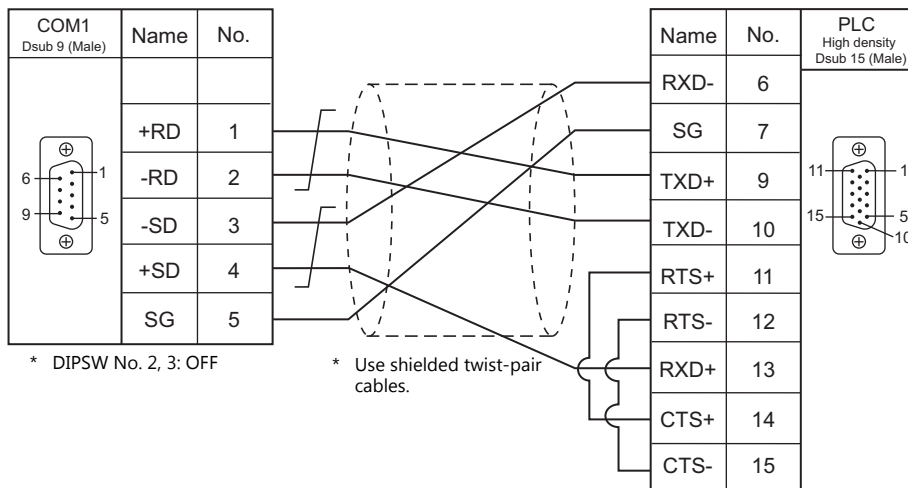 COM1
Dsub 9 (Male)
Name No.
+RD 1
-RD 2
-SD 3
+SD 4
SG 5
6 1
9 5
* DIPSW No. 2, 3: OFF
* Use shielded twist-pair
cables.
Name No.
RXD- 6
SG 7
TXD+ 9
TXD- 10
RTS+ 11
RTS- 12
RXD+ 13
CTS+ 14
CTS- 15
PLC
High density
Dsub 15 (Male)
11 1
15 5
10